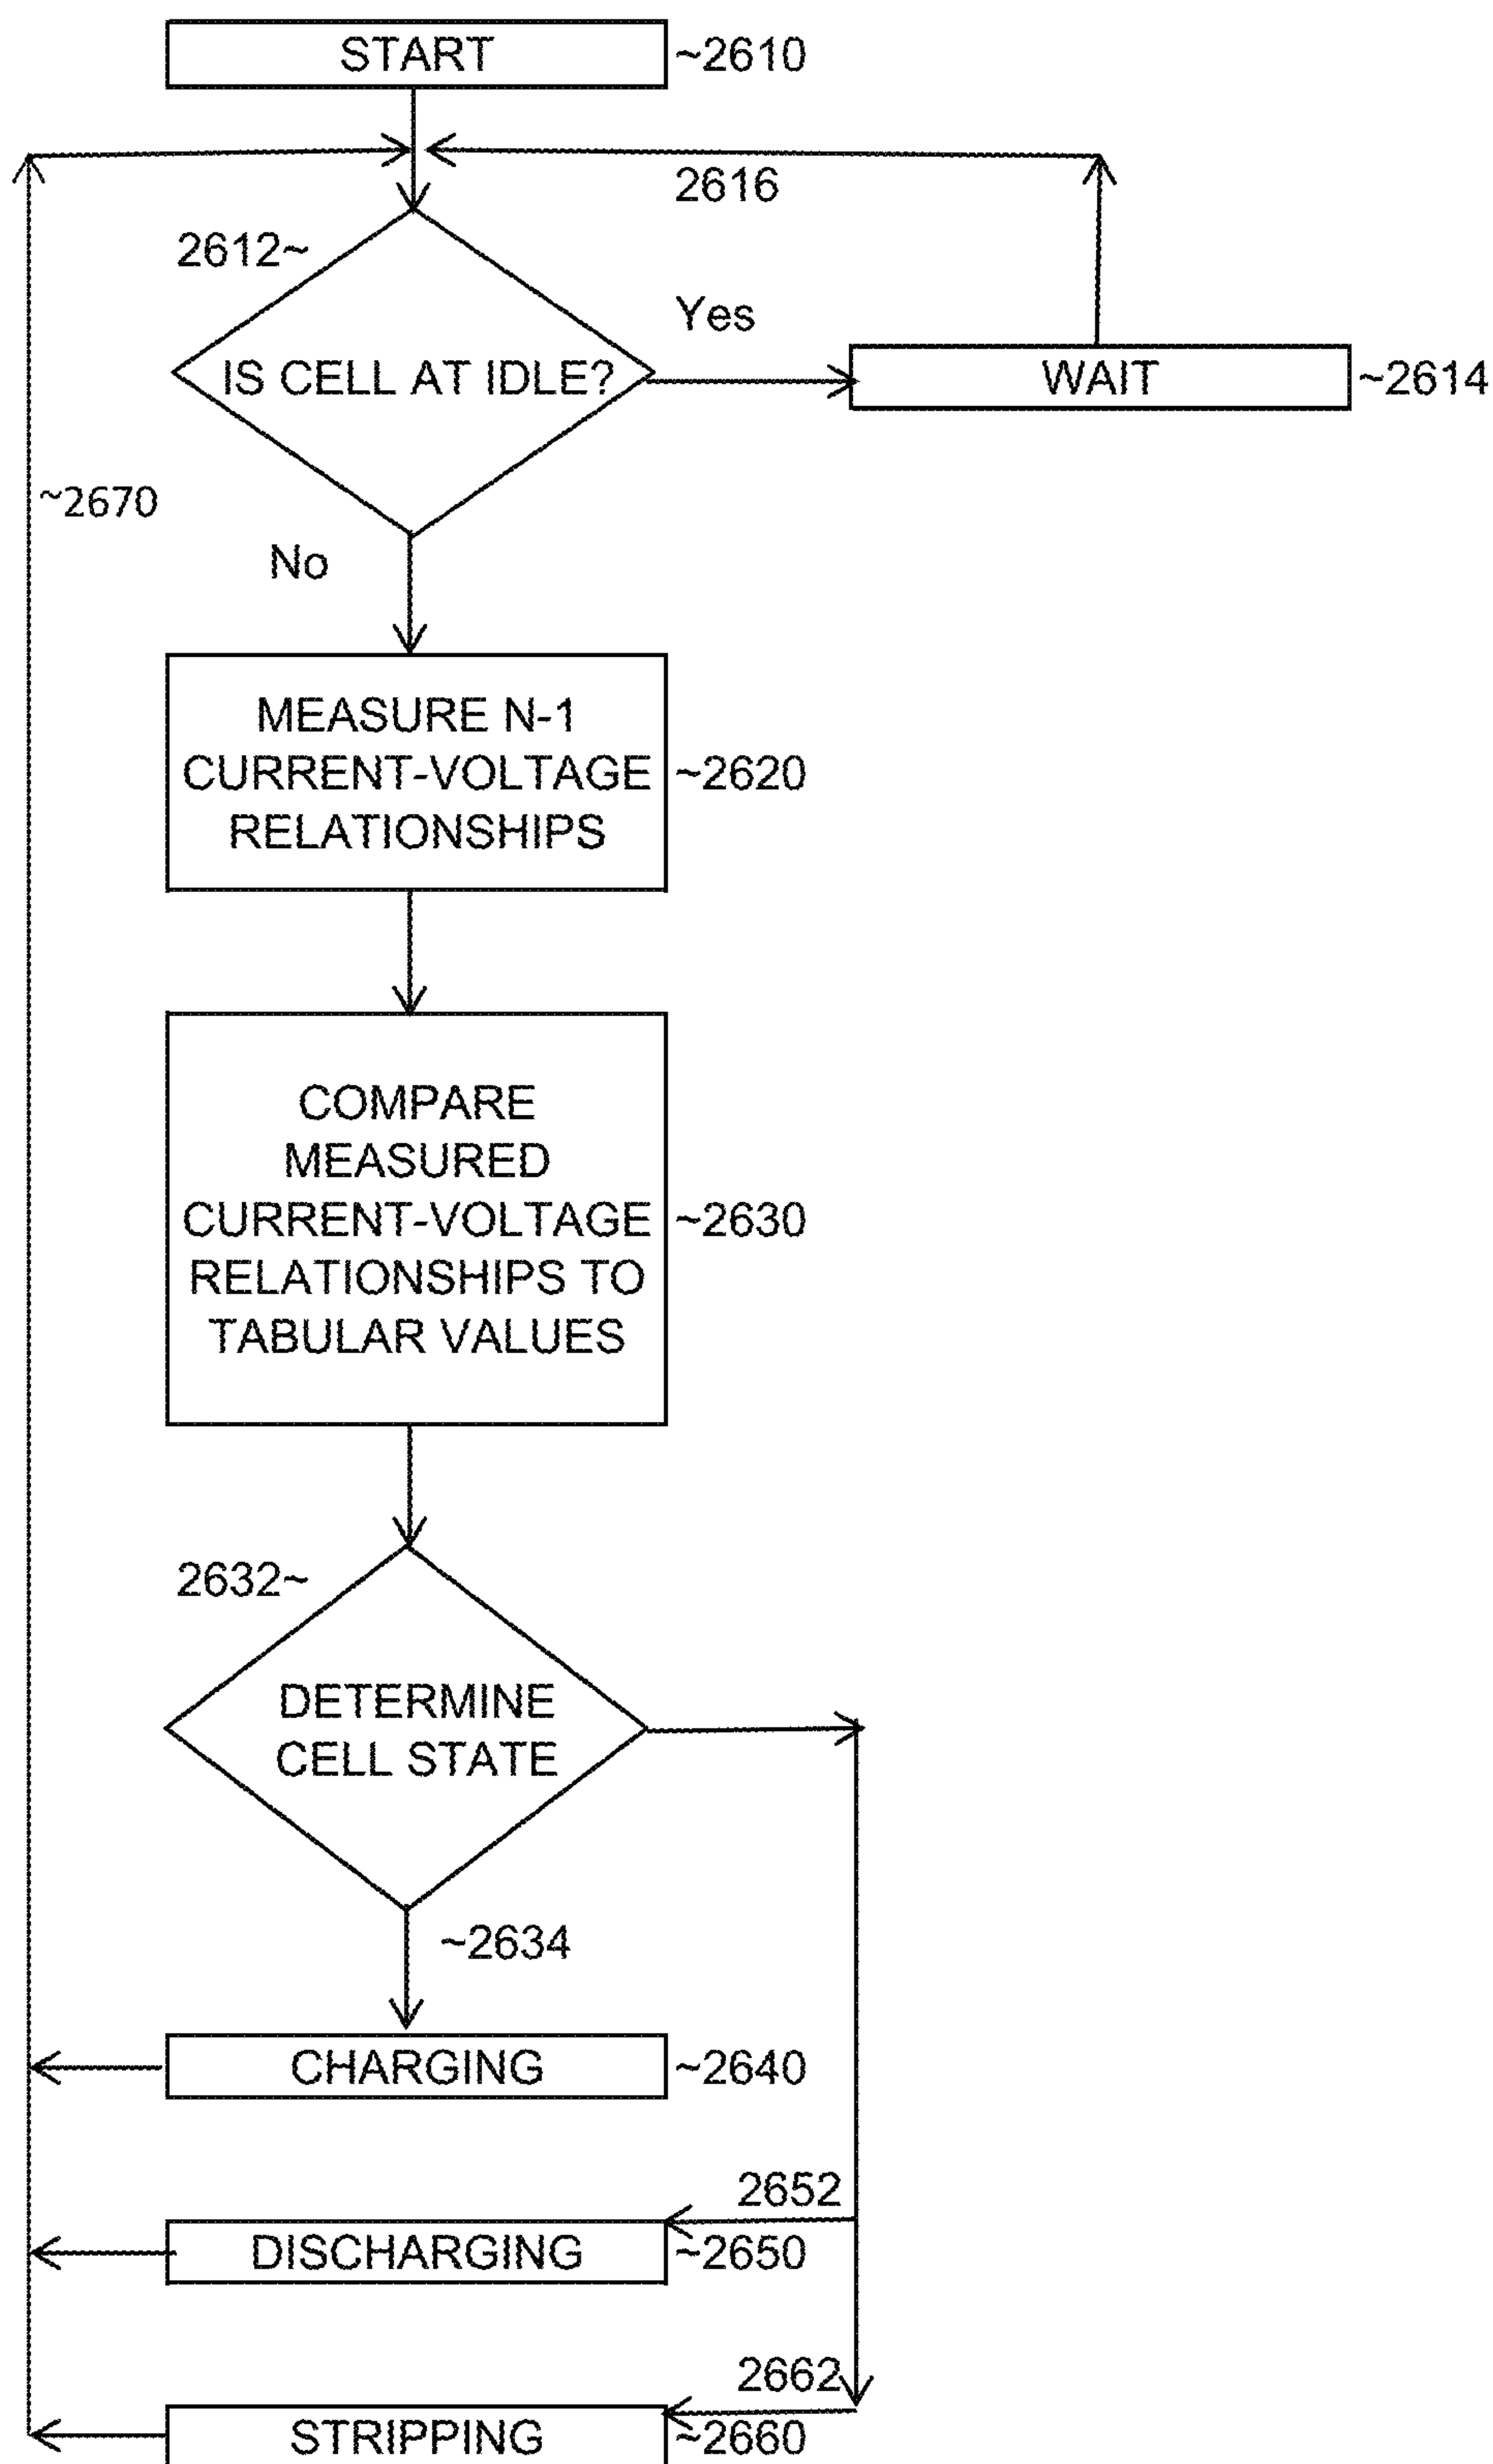 START ~2610
2616
2612~
Yes
IS CELL AT IDLE?
WAIT ~2614
~2670
No
MEASURE N-1
CURRENT-VOLTAGE ~2620
RELATIONSHIPS
COMPARE
MEASURED
CURRENT-VOLTAGE ~2630
RELATIONSHIPS TO
TABULAR VALUES
2632~
DETERMINE
CELL STATE
~2634
CHARGING ~2640
2652
DISCHARGING ~2650
2662
STRIPPING ~2660